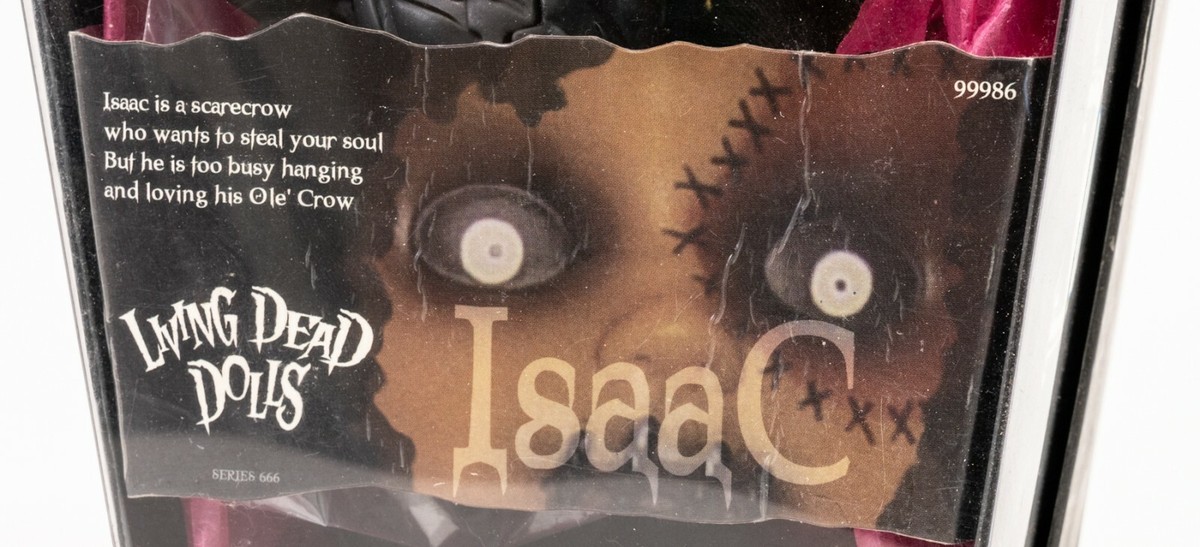 Isaac is a scarecrow
who wants to steal your soul
But he is too busy hanging
and loving his Ole' Crow
99986
LIVING DEAD
DOLLS
IsaaC
SERIES 666